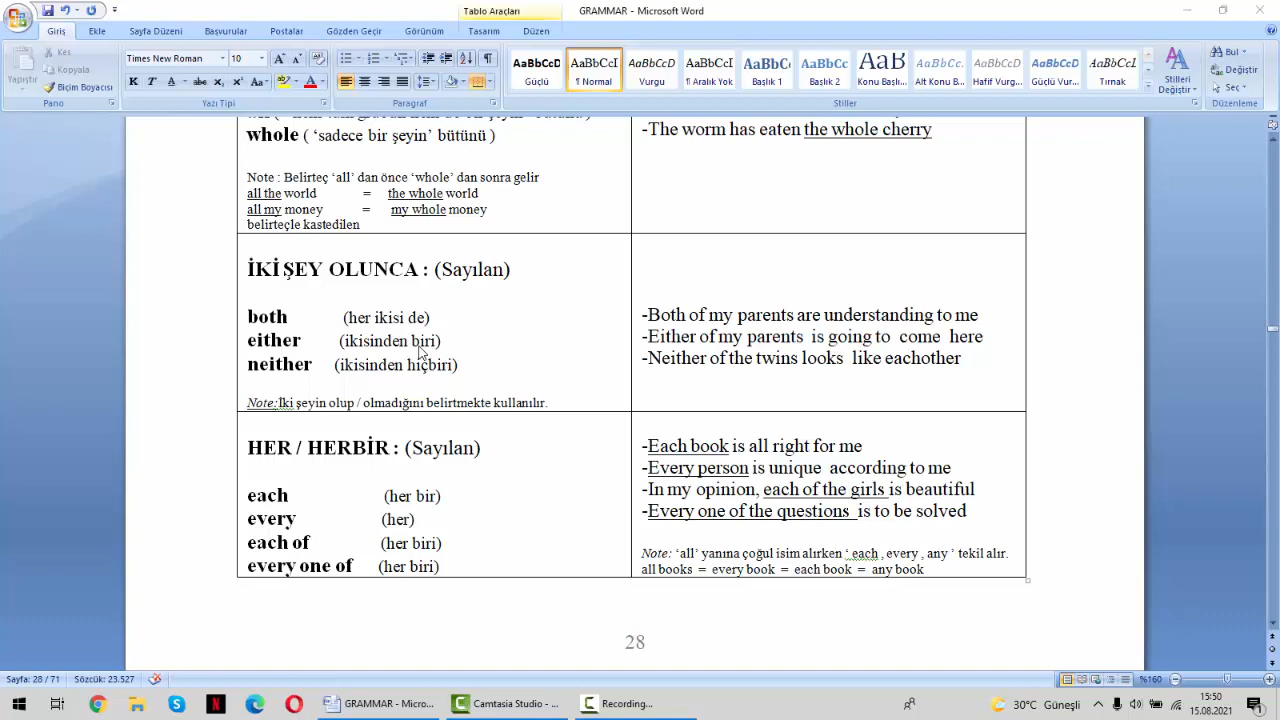 Tablo Araçları
GRAMMAR - Microsoft Word
Giriş Ekle Sayfa Düzeni Başvurular Postalar Gözden Geçir Görünüm Tasarım Düzen
Yapıştır
Kes
Kopyala
Biçim Boyacısı
Times New Roman 10
AaBbCcD AaBbCcI AaBbCcD AaBbCcI AaBbC AaBbCc AaB AaBbCc. AaBbCcD AaBbCcD AaBbCcI
Güçlü ¶ Normal Vurgu ¶ Aralık Yok Başlık 1 Başlık 2 Konu Başlı... Alt Konu B... Hafif Vurg... Güçlü Vur... Tırnak
Stilleri Değiştir
Bul
Değiştir
Seç
Pano Yazı Tipi Paragraf Stiller Düzenleme
whole ( ‘sadece bir şeyin’ bütünü )
Note : Belirteç ‘all’ dan önce ‘whole’ dan sonra gelir
all the world = the whole world
all my money = my whole money
belirteçle kastedilen
-The worm has eaten the whole cherry
İKİ ŞEY OLUNCA : (Sayılan)
both (her ikisi de)
either (ikisinden biri)
neither (ikisinden hiçbiri)
Note:İki şeyin olup / olmadığını belirtmekte kullanılır.
-Both of my parents are understanding to me
-Either of my parents is going to come here
-Neither of the twins looks like eachother
HER / HERBİR : (Sayılan)
each (her bir)
every (her)
each of (her biri)
every one of (her biri)
-Each book is all right for me
-Every person is unique according to me
-In my opinion, each of the girls is beautiful
-Every one of the questions is to be solved
Note: ‘all’ yanına çoğul isim alırken ‘ each , every , any ’ tekil alır.
all books = every book = each book = any book
28
Sayfa: 28 / 71 Sözcük: 23.527 %160
GRAMMAR - Micro... Camtasia Studio - ... Recording... 30°C Güneşli 15:50
15.08.2021